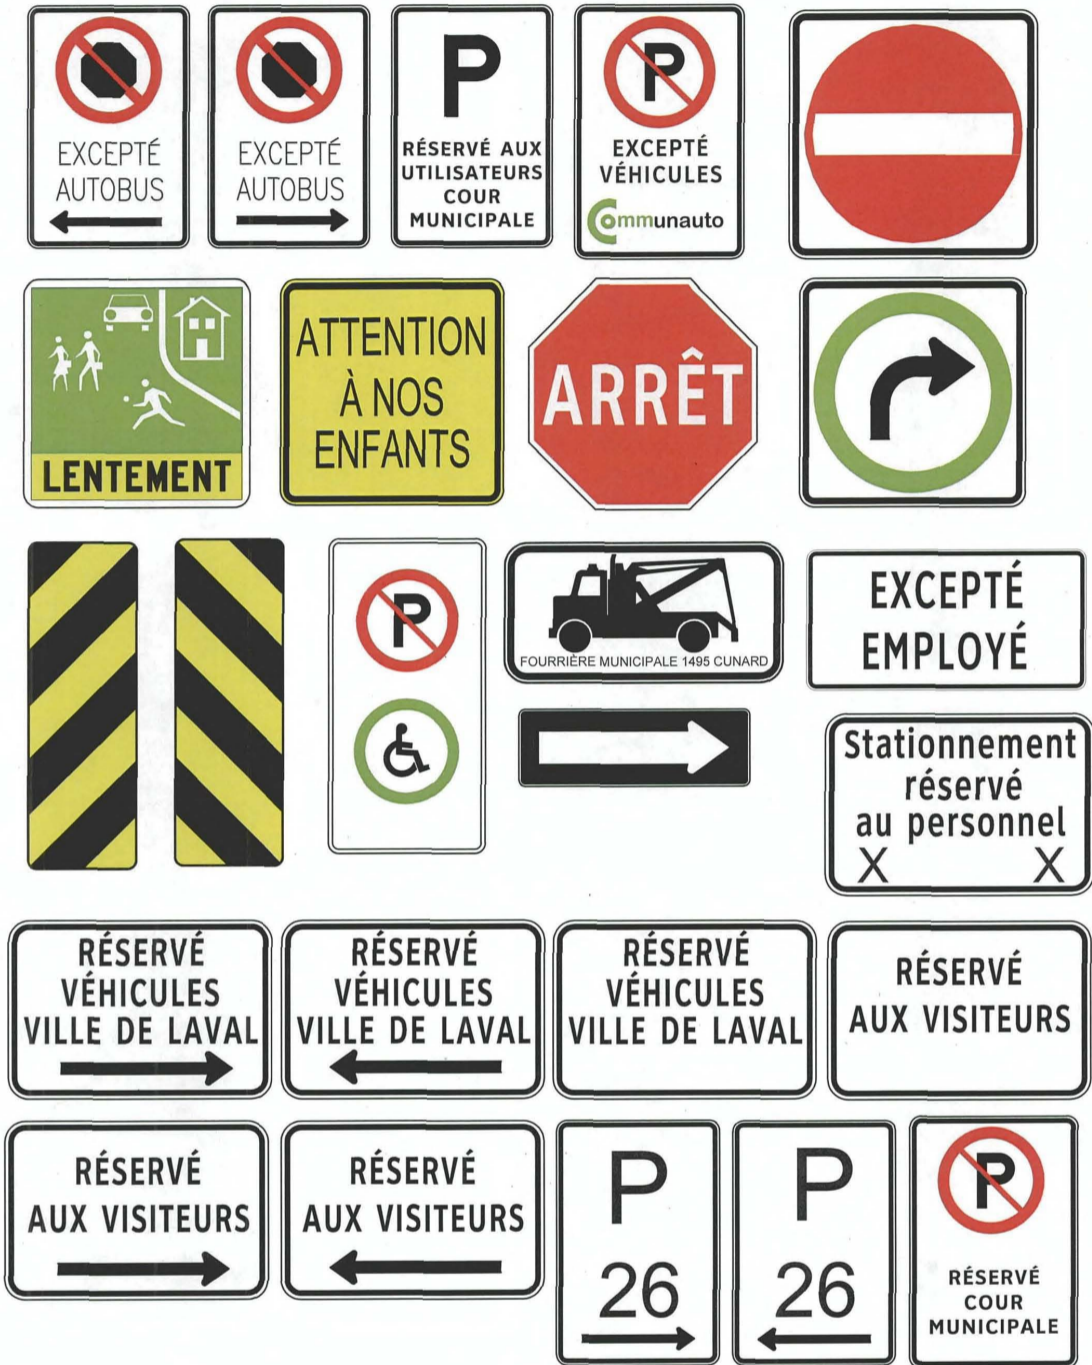 EXCEPTÉ
AUTOBUS
EXCEPTÉ
AUTOBUS
P
RÉSERVÉ AUX
UTILISATEURS
COUR
MUNICIPALE
P
EXCEPTÉ
VÉHICULES
Communauto
LENTEMENT
ATTENTION
À NOS
ENFANTS
ARRÊT
P
FOURRIÈRE MUNICIPALE 1495 CUNARD
EXCEPTÉ
EMPLOYÉ
Stationnement
réservé
au personnel
X X
RÉSERVÉ
VÉHICULES
VILLE DE LAVAL
RÉSERVÉ
VÉHICULES
VILLE DE LAVAL
RÉSERVÉ
VÉHICULES
VILLE DE LAVAL
RÉSERVÉ
AUX VISITEURS
RÉSERVÉ
AUX VISITEURS
RÉSERVÉ
AUX VISITEURS
P
26
P
26
P
RÉSERVÉ
COUR
MUNICIPALE